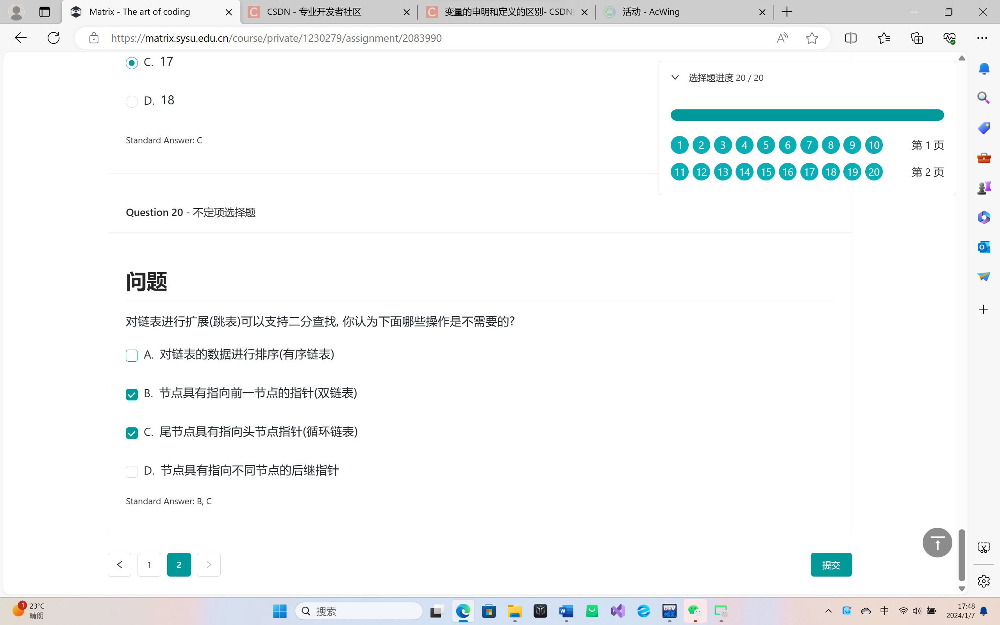 Matrix - The art of coding
CSDN - 专业开发者社区
变量的申明和定义的区别- CSDN
活动 - AcWing
https://matrix.sysu.edu.cn/course/private/1230279/assignment/2083990
C. 17
D. 18
Standard Answer: C
选择题进度 20 / 20
1 2 3 4 5 6 7 8 9 10 第 1 页
11 12 13 14 15 16 17 18 19 20 第 2 页
Question 20 - 不定项选择题
问题
对链表进行扩展(跳表)可以支持二分查找, 你认为下面哪些操作是不需要的?
A. 对链表的数据进行排序(有序链表)
B. 节点具有指向前一节点的指针(双链表)
C. 尾节点具有指向头节点指针(循环链表)
D. 节点具有指向不同节点的后继指针
Standard Answer: B, C
< 1 2 >
提交
1
23°C
晴朗
搜索
DEV
C++
中
17:48
2024/1/7